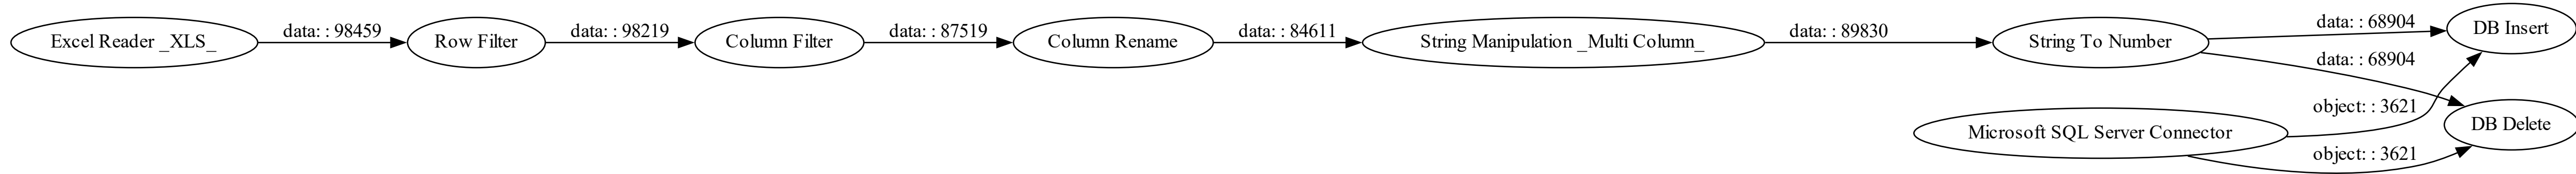 Excel Reader _XLS_
data: : 98459
Row Filter
data: : 98219
Column Filter
data: : 87519
Column Rename
data: : 84611
String Manipulation _Multi Column_
data: : 89830
String To Number
data: : 68904
DB Insert
data: : 68904
object: : 3621
Microsoft SQL Server Connector
DB Delete
object: : 3621